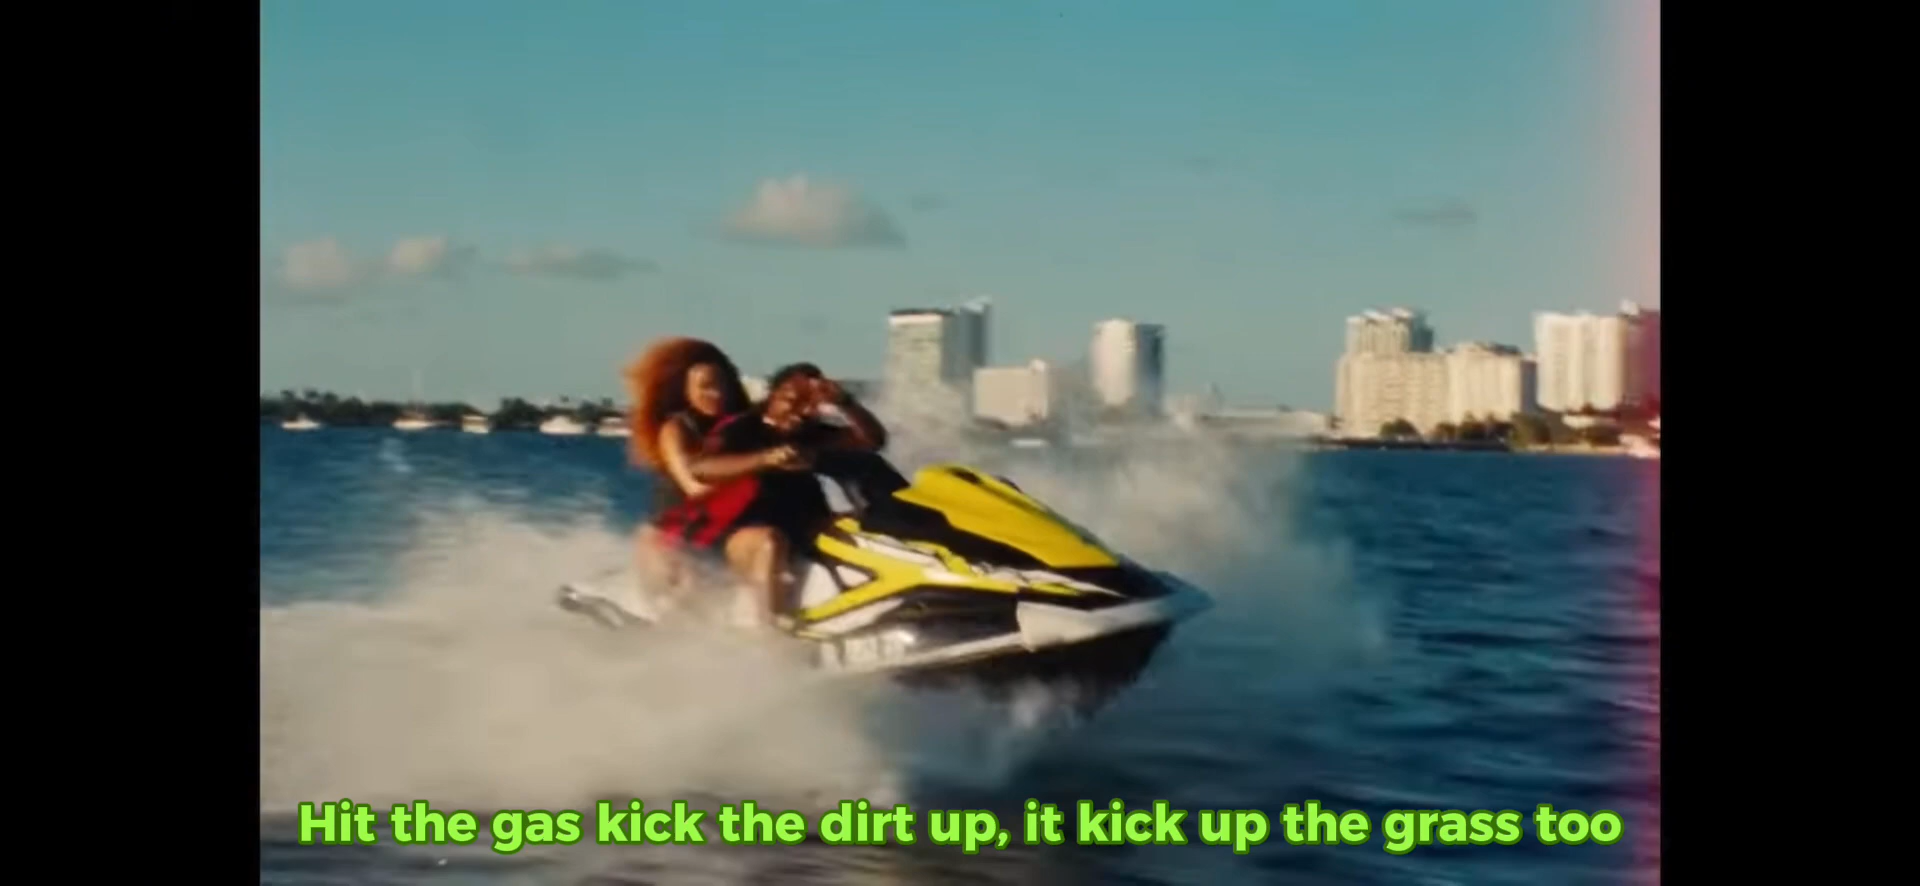 Hit the gas kick the dirt up, it kick up the grass too